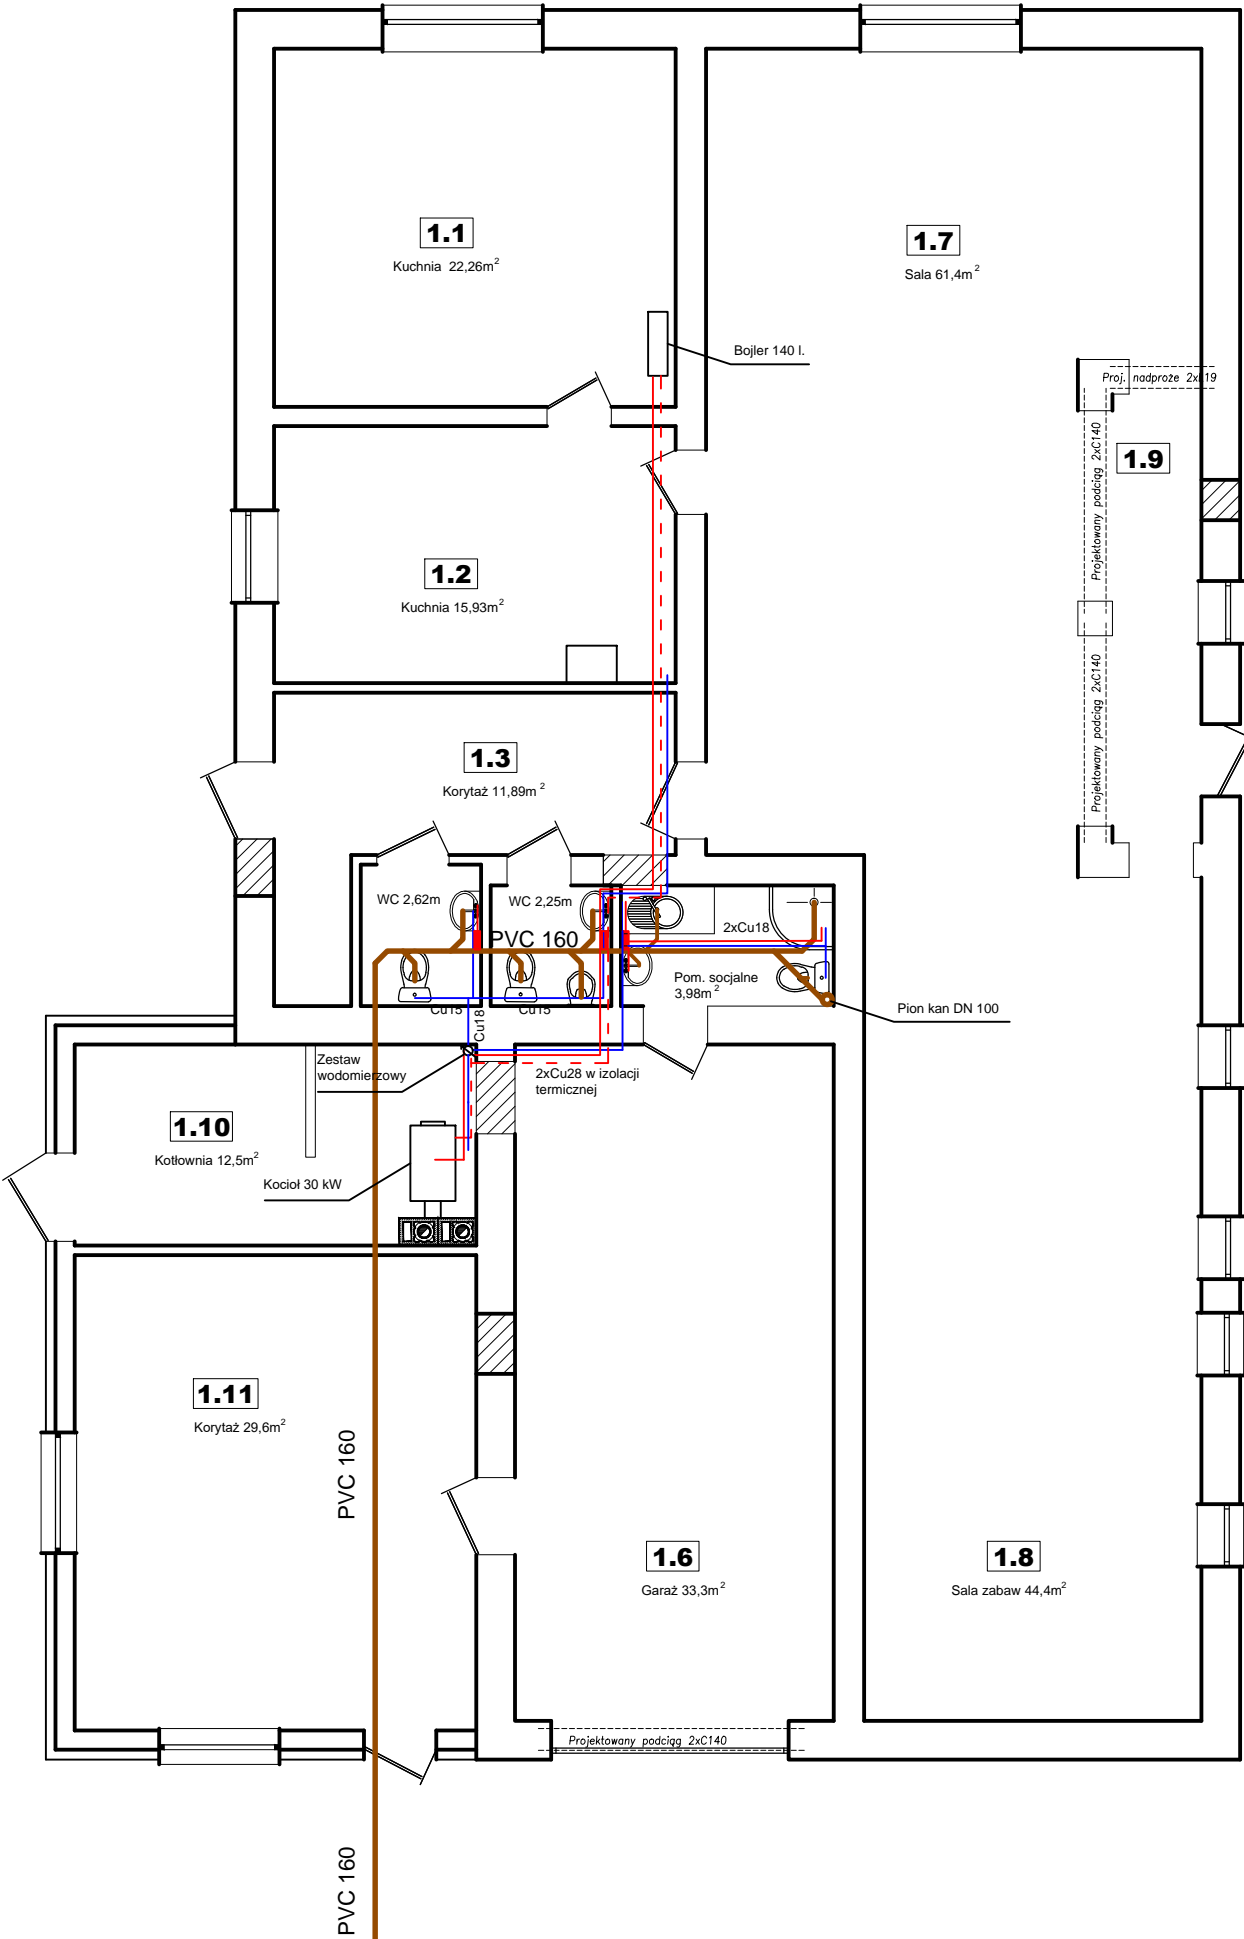 1.1
Kuchnia 22,26m²
1.7
Sala 61,4m²
Bojler 140 l.
Proj. nadproże 2xI19
Projektowany podciąg 2xC140
1.9
1.2
Kuchnia 15,93m²
Projektowany podciąg 2xC140
1.3
Korytaż 11,89m²
WC 2,62m
WC 2,25m
2xCu18
PVC 160
Pom. socjalne
3,98m²
Cu15
Cu18
Cu15
Pion kan DN 100
Zestaw
wodomierzowy
2xCu28 w izolacji
termicznej
1.10
Kotłownia 12,5m²
Kocioł 30 kW
1.11
Korytaż 29,6m²
PVC 160
1.6
Garaż 33,3m²
1.8
Sala zabaw 44,4m²
Projektowany podciąg 2xC140
PVC 160